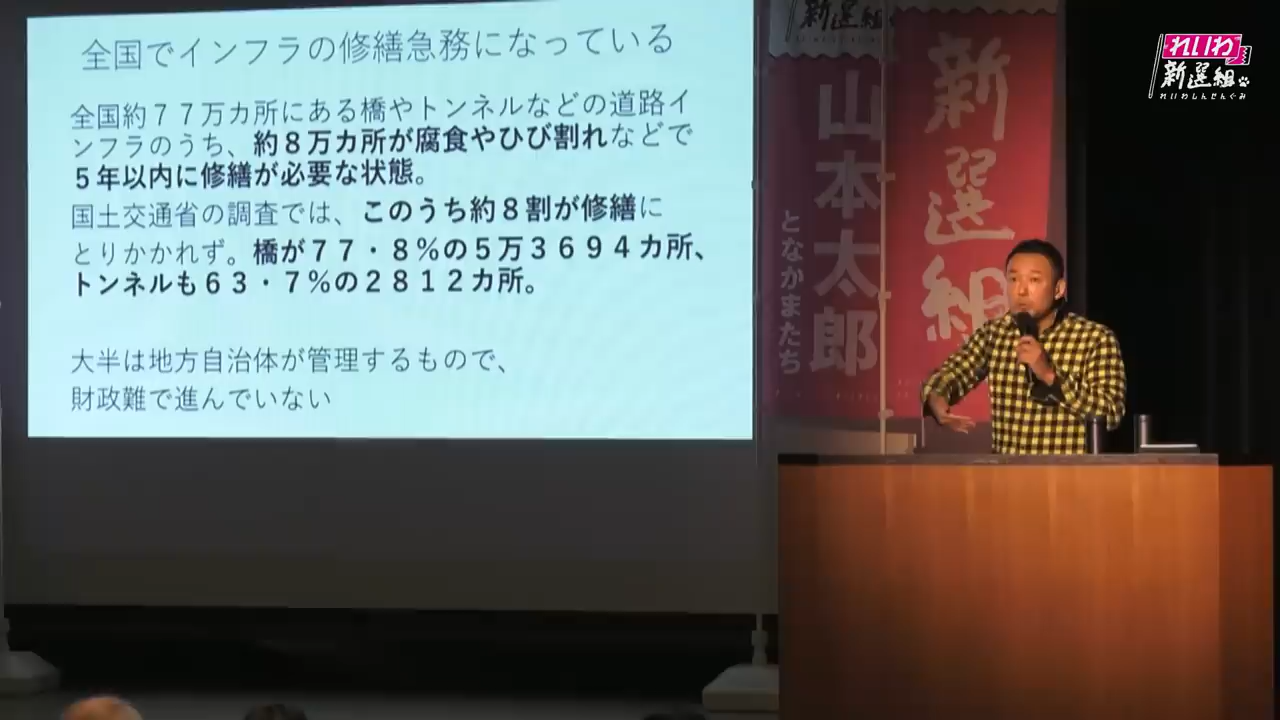 全国でインフラの修繕急務になっている
全国約７７万カ所にある橋やトンネルなどの道路イ
ンフラのうち、約８万カ所が腐食やひび割れなどで
５年以内に修繕が必要な状態。
国土交通省の調査では、このうち約８割が修繕に
とりかかれず。橋が７７・８％の５万３６９４カ所、
トンネルも６３・７％の２８１２カ所。
大半は地方自治体が管理するもので、
財政難で進んでいない
新選組
山本太郎
となかまたち
新選組
れいわ
新選組
れいわしんせんぐみ